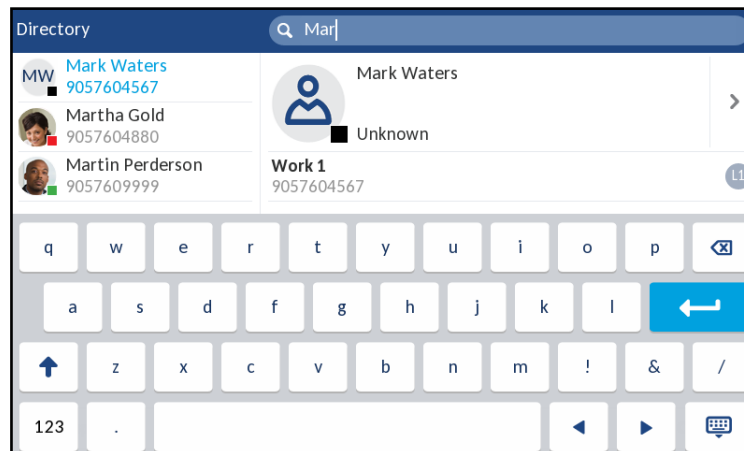 Directory
Mar
MW
Mark Waters
9057604567
Martha Gold
9057604880
Martin Perderson
9057609999
Mark Waters
Unknown
Work 1
9057604567
L1
q w e r t y u i o p
a s d f g h j k l
z x c v b n m ! & /
123 .